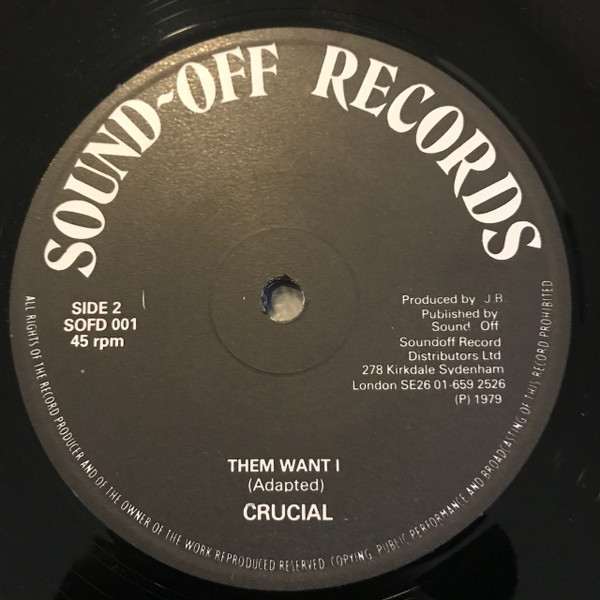 SOUND-OFF RECORDS
SIDE 2
SOFD 001
45 rpm
Produced by J.B.
Published by
Sound Off
Soundoff Record
Distributors Ltd
278 Kirkdale Sydenham
London SE26 01-659 2526
(P) 1979
THEM WANT I
(Adapted)
CRUCIAL
ALL RIGHTS OF THE RECORD PRODUCER AND OF THE OWNER OF THE WORK REPRODUCED RESERVED. COPYING, PUBLIC PERFORMANCE AND BROADCASTING OF THIS RECORD PROHIBITED